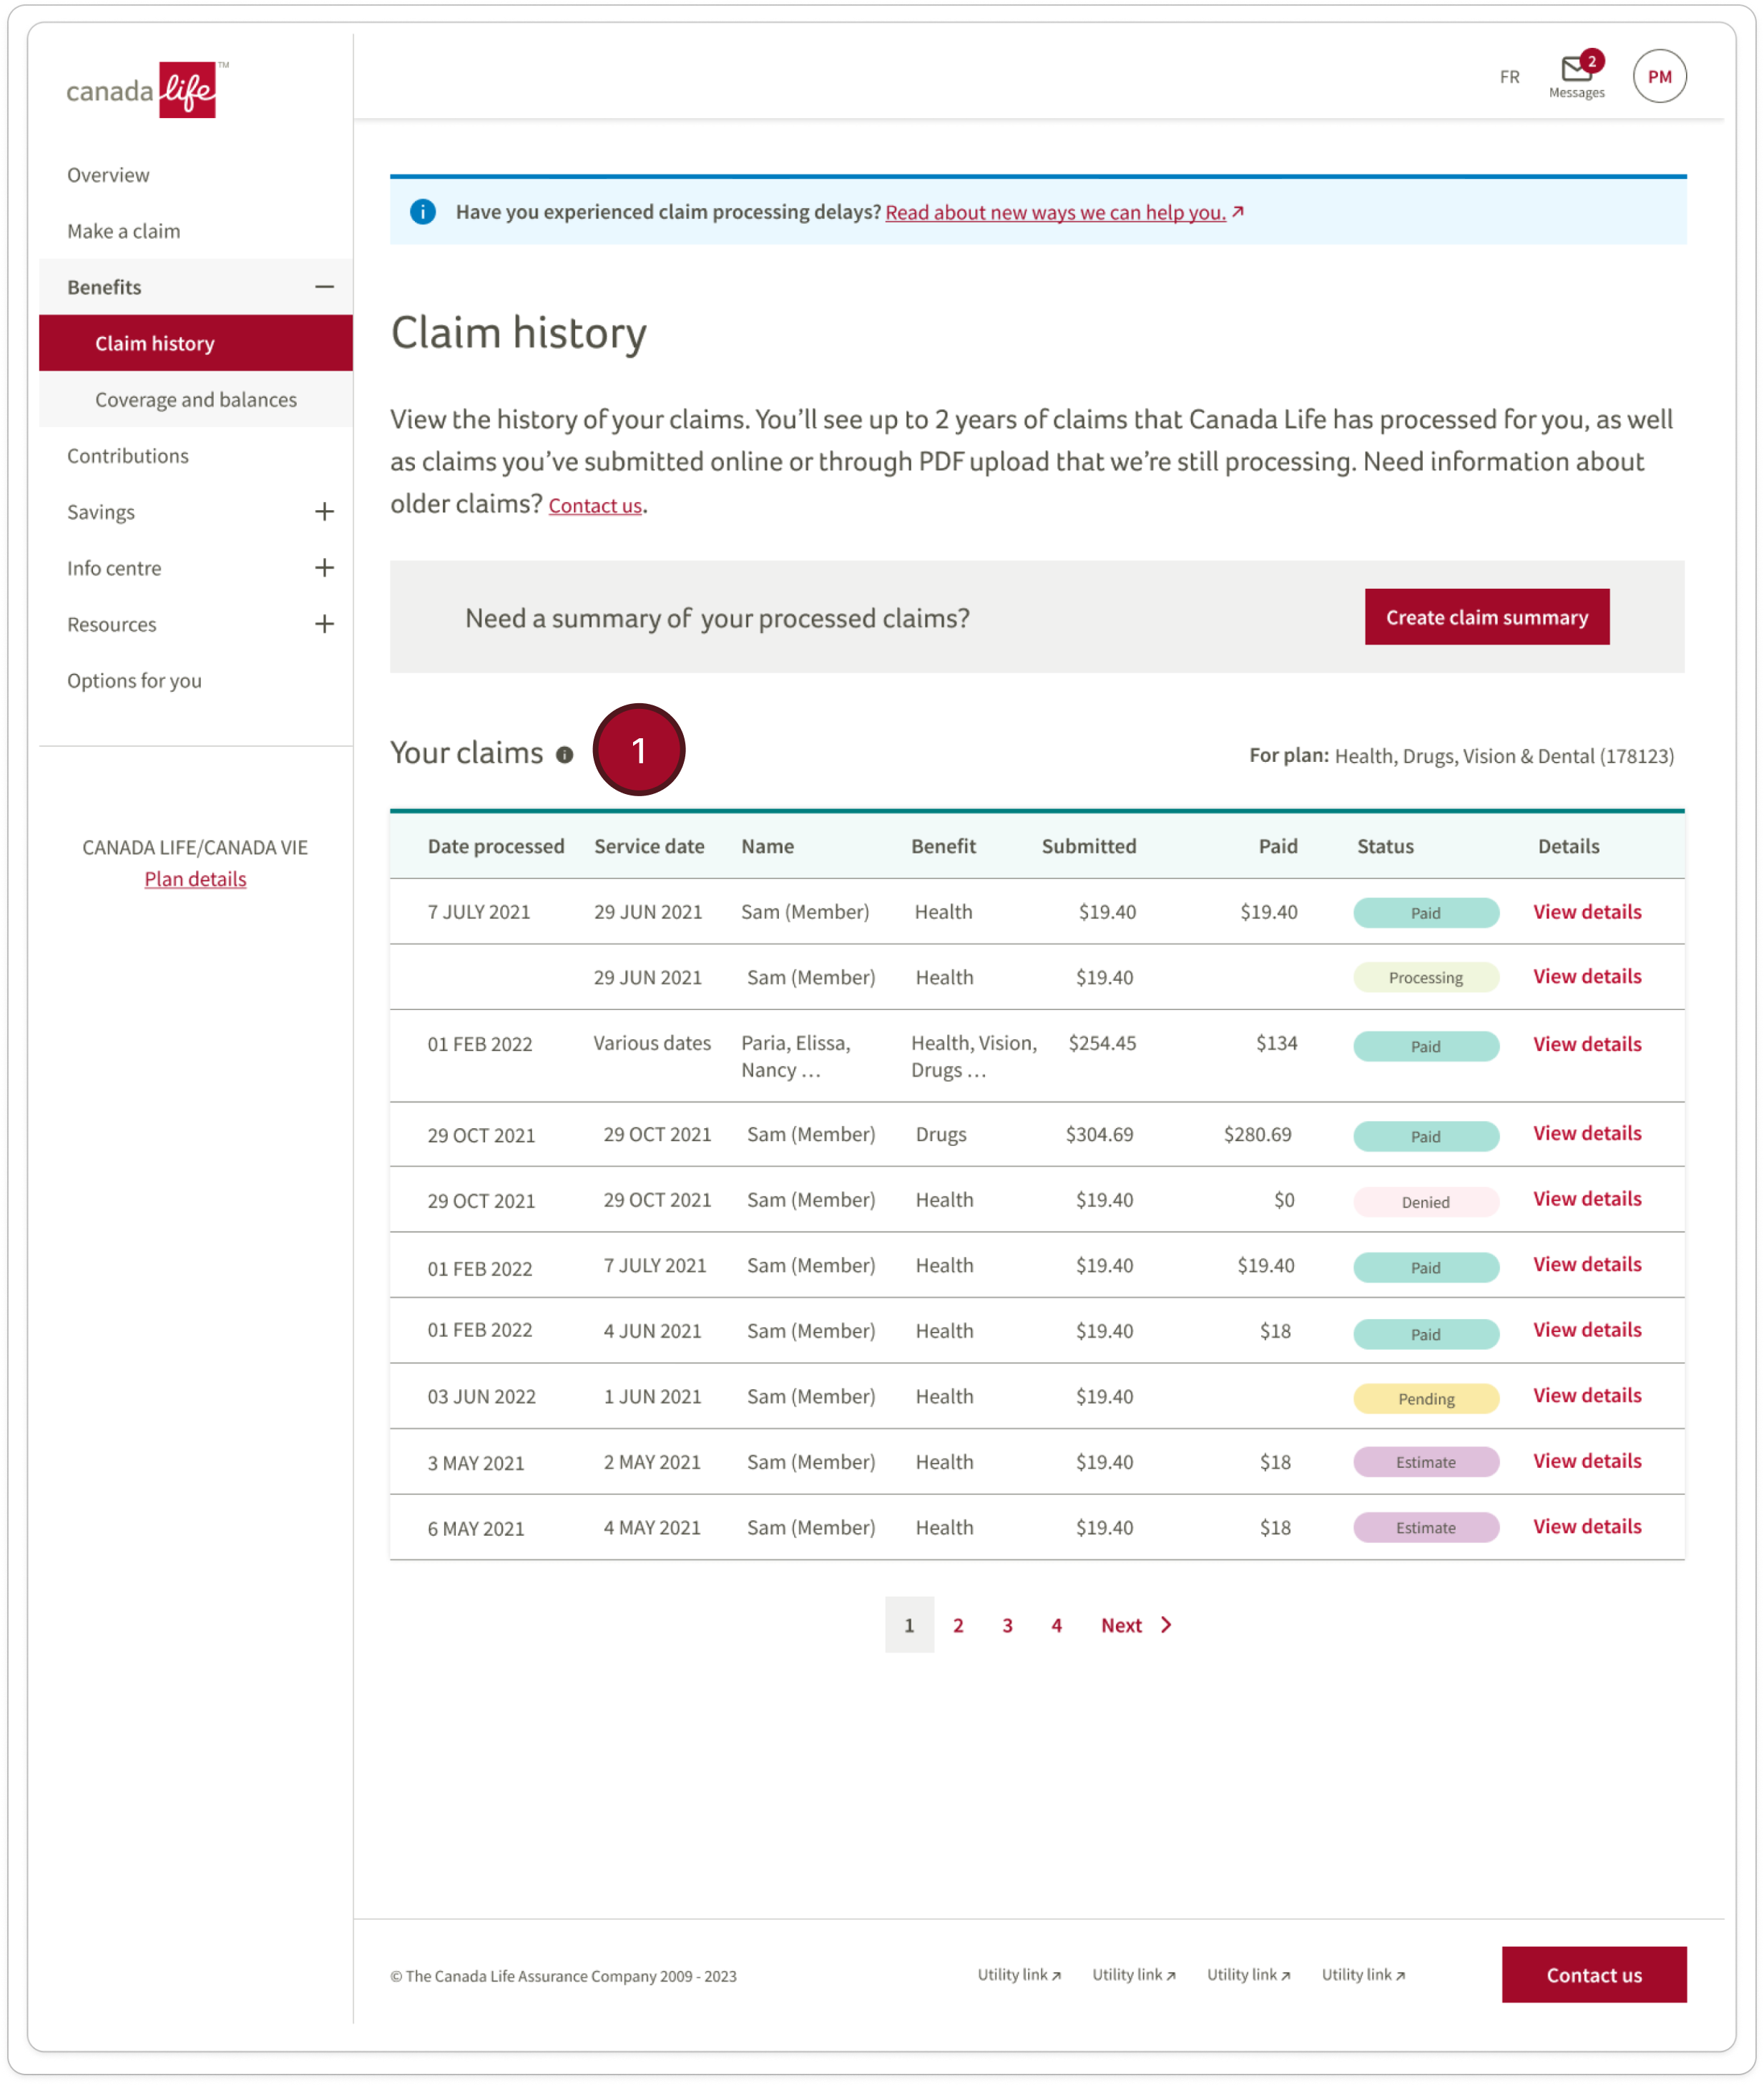 canada life™
FR
2
Messages
PM
Overview
Make a claim
Benefits
Claim history
Coverage and balances
Contributions
Savings
Info centre
Resources
Options for you
CANADA LIFE/CANADA VIE
Plan details
Have you experienced claim processing delays? Read about new ways we can help you.
Claim history
View the history of your claims. You’ll see up to 2 years of claims that Canada Life has processed for you, as well
as claims you’ve submitted online or through PDF upload that we’re still processing. Need information about
older claims? Contact us.
Need a summary of your processed claims?
Create claim summary
Your claims
1
For plan: Health, Drugs, Vision & Dental (178123)
Date processed Service date Name Benefit Submitted Paid Status Details
7 JULY 2021 29 JUN 2021 Sam (Member) Health $19.40 $19.40 Paid View details
29 JUN 2021 Sam (Member) Health $19.40 Processing View details
01 FEB 2022 Various dates Paria, Elissa, Health, Vision, $254.45 $134 Paid View details
Nancy ... Drugs ...
29 OCT 2021 29 OCT 2021 Sam (Member) Drugs $304.69 $280.69 Paid View details
29 OCT 2021 29 OCT 2021 Sam (Member) Health $19.40 $0 Denied View details
01 FEB 2022 7 JULY 2021 Sam (Member) Health $19.40 $19.40 Paid View details
01 FEB 2022 4 JUN 2021 Sam (Member) Health $19.40 $18 Paid View details
03 JUN 2022 1 JUN 2021 Sam (Member) Health $19.40 Pending View details
3 MAY 2021 2 MAY 2021 Sam (Member) Health $19.40 $18 Estimate View details
6 MAY 2021 4 MAY 2021 Sam (Member) Health $19.40 $18 Estimate View details
1 2 3 4 Next
© The Canada Life Assurance Company 2009 - 2023
Utility link Utility link Utility link Utility link
Contact us